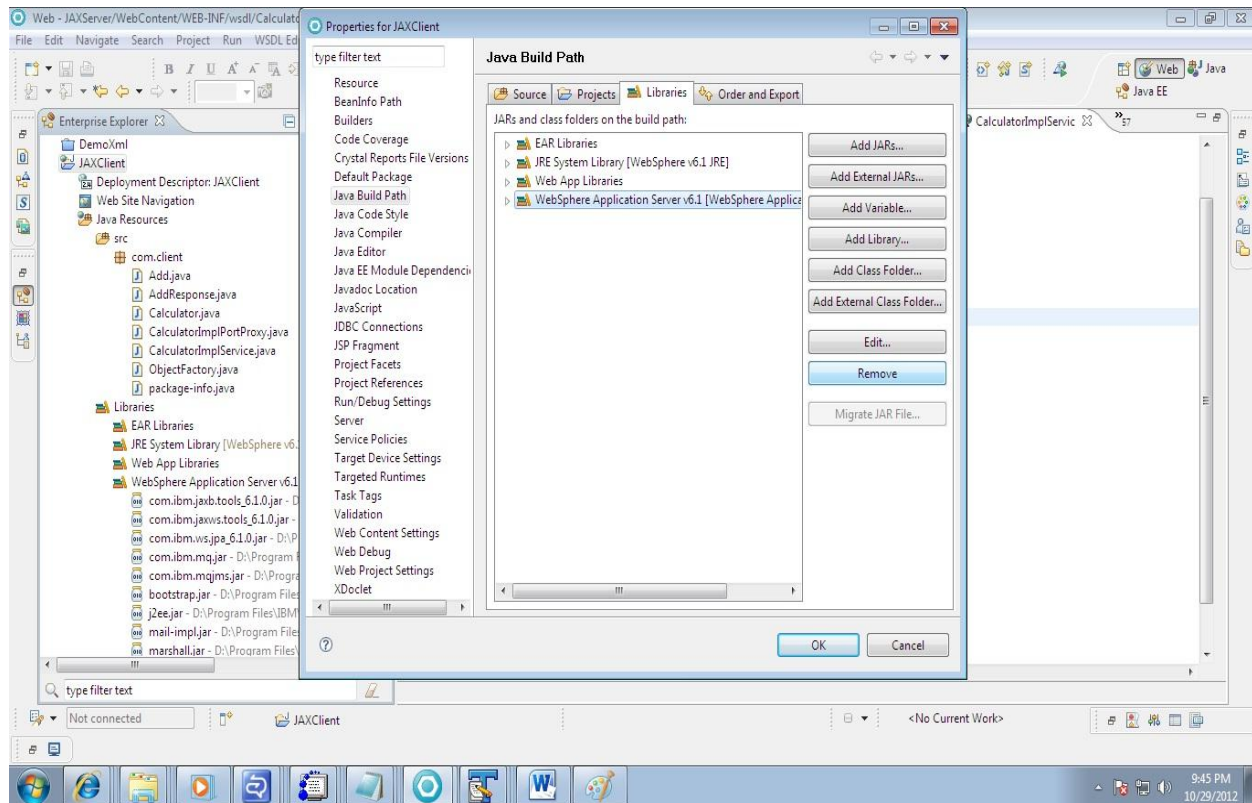 Web - JAXServer/WebContent/WEB-INF/wsdl/Calculato
File Edit Navigate Search Project Run WSDL Ed
Web
Java
Java EE
Enterprise Explorer
DemoXml
JAXClient
Deployment Descriptor: JAXClient
Web Site Navigation
Java Resources
src
com.client
Add.java
AddResponse.java
Calculator.java
CalculatorImplPortProxy.java
CalculatorImplService.java
ObjectFactory.java
package-info.java
Libraries
EAR Libraries
JRE System Library [WebSphere v6.
Web App Libraries
WebSphere Application Server v6.1
com.ibm.jaxb.tools_6.1.0.jar - D
com.ibm.jaxws.tools_6.1.0.jar -
com.ibm.ws.jpa_6.1.0.jar - D:\P
com.ibm.mq.jar - D:\Program F
com.ibm.mqjms.jar - D:\Progra
bootstrap.jar - D:\Program Files
j2ee.jar - D:\Program Files\IBM
mail-impl.jar - D:\Program File
marshall.jar - D:\Program Files\
type filter text
Properties for JAXClient
type filter text
Resource
BeanInfo Path
Builders
Code Coverage
Crystal Reports File Versions
Default Package
Java Build Path
Java Code Style
Java Compiler
Java Editor
Java EE Module Dependenci
Javadoc Location
JavaScript
JDBC Connections
JSP Fragment
Project Facets
Project References
Run/Debug Settings
Server
Service Policies
Target Device Settings
Targeted Runtimes
Task Tags
Validation
Web Content Settings
Web Debug
Web Project Settings
XDoclet
Java Build Path
Source Projects Libraries Order and Export
JARs and class folders on the build path:
EAR Libraries
JRE System Library [WebSphere v6.1 JRE]
Web App Libraries
WebSphere Application Server v6.1 [WebSphere Applica
Add JARs...
Add External JARs...
Add Variable...
Add Library...
Add Class Folder...
Add External Class Folder...
Edit...
Remove
Migrate JAR File...
OK
Cancel
CalculatorImplServic
57
Not connected
JAXClient
<No Current Work>
9:45 PM
10/29/2012